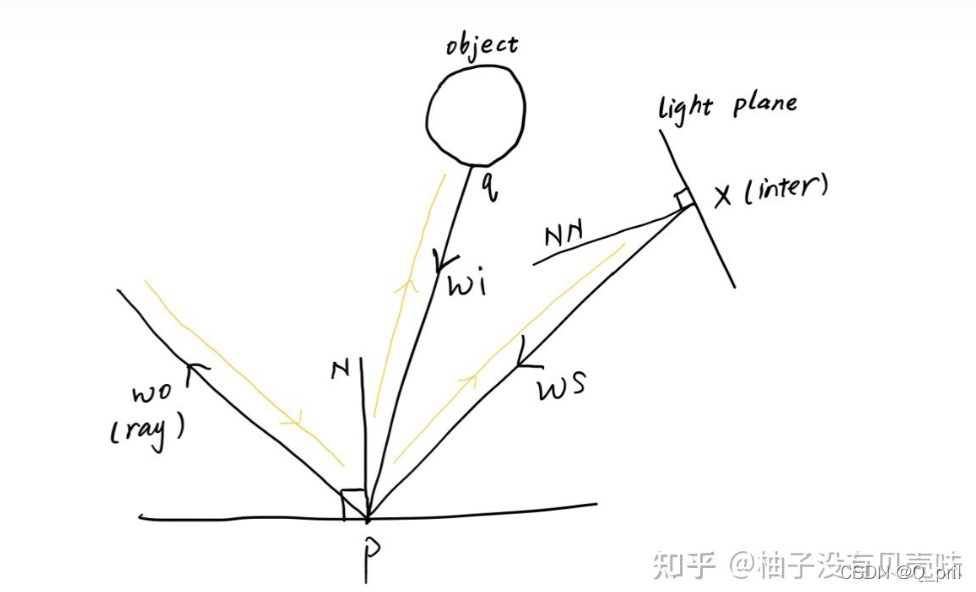 object
light plane
q
X (inter)
NN
wi
N
wo
(ray)
ws
p
知乎 @柚子没有贝壳味
CSDN @Q_pril